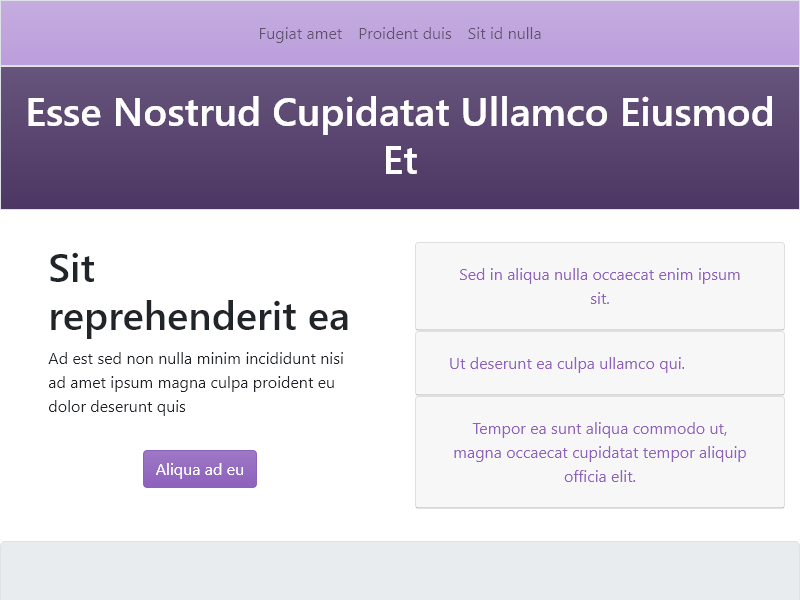 Fugiat amet Proident duis Sit id nulla
Esse Nostrud Cupidatat Ullamco Eiusmod
Et
Sit
reprehenderit ea
Ad est sed non nulla minim incididunt nisi
ad amet ipsum magna culpa proident eu
dolor deserunt quis
Aliqua ad eu
Sed in aliqua nulla occaecat enim ipsum
sit.
Ut deserunt ea culpa ullamco qui.
Tempor ea sunt aliqua commodo ut,
magna occaecat cupidatat tempor aliquip
officia elit.